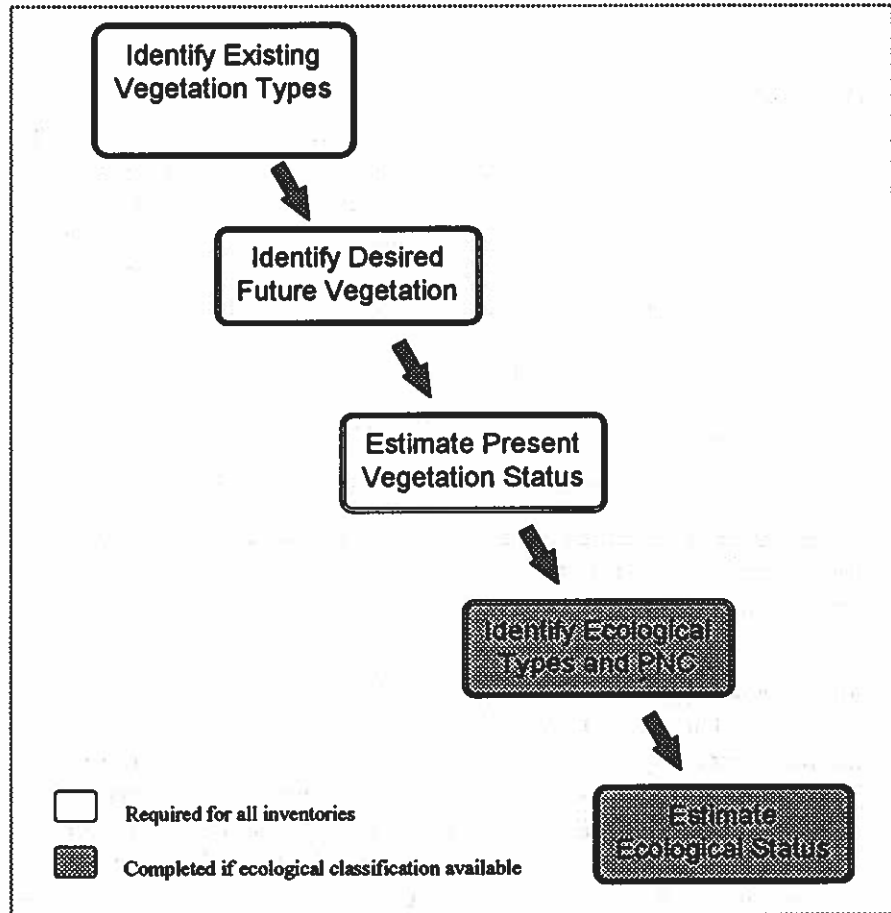 Identify Existing
Vegetation Types
Identify Desired
Future Vegetation
Estimate Present
Vegetation Status
Identify Ecological
Types and PNC
Estimate
Ecological Status
Required for all inventories
Completed if ecological classification available